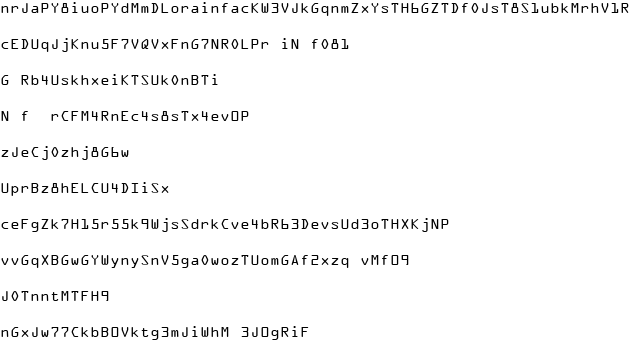 nrJaPY8iuoPYdMmDLorainfacKW3VJkGqnmZxYsTH6GZTDf0JsT8S1ubkMrhV1R
cEDUqJjKnu5F7VQVxFnG7NR0LPr iN f081
G Rb4UskhxeiKTSUk0nBTi
N f  rCFM4RnEc4s8sTx4ev0P
zJeCj0zhj8G6w
UprBz8hELCU4DIiSx
ceFgZk7H15r55k9WjsSdrkCve4bR63DevsUd3oTHXKjNP
vvGqXBGwGYWynySnV5ga0wozTUomGAf2xzq vMf09
J0TnntMTFH9
nGxJw77CkbB0Vktg3mJiWhM 3J0gRiF